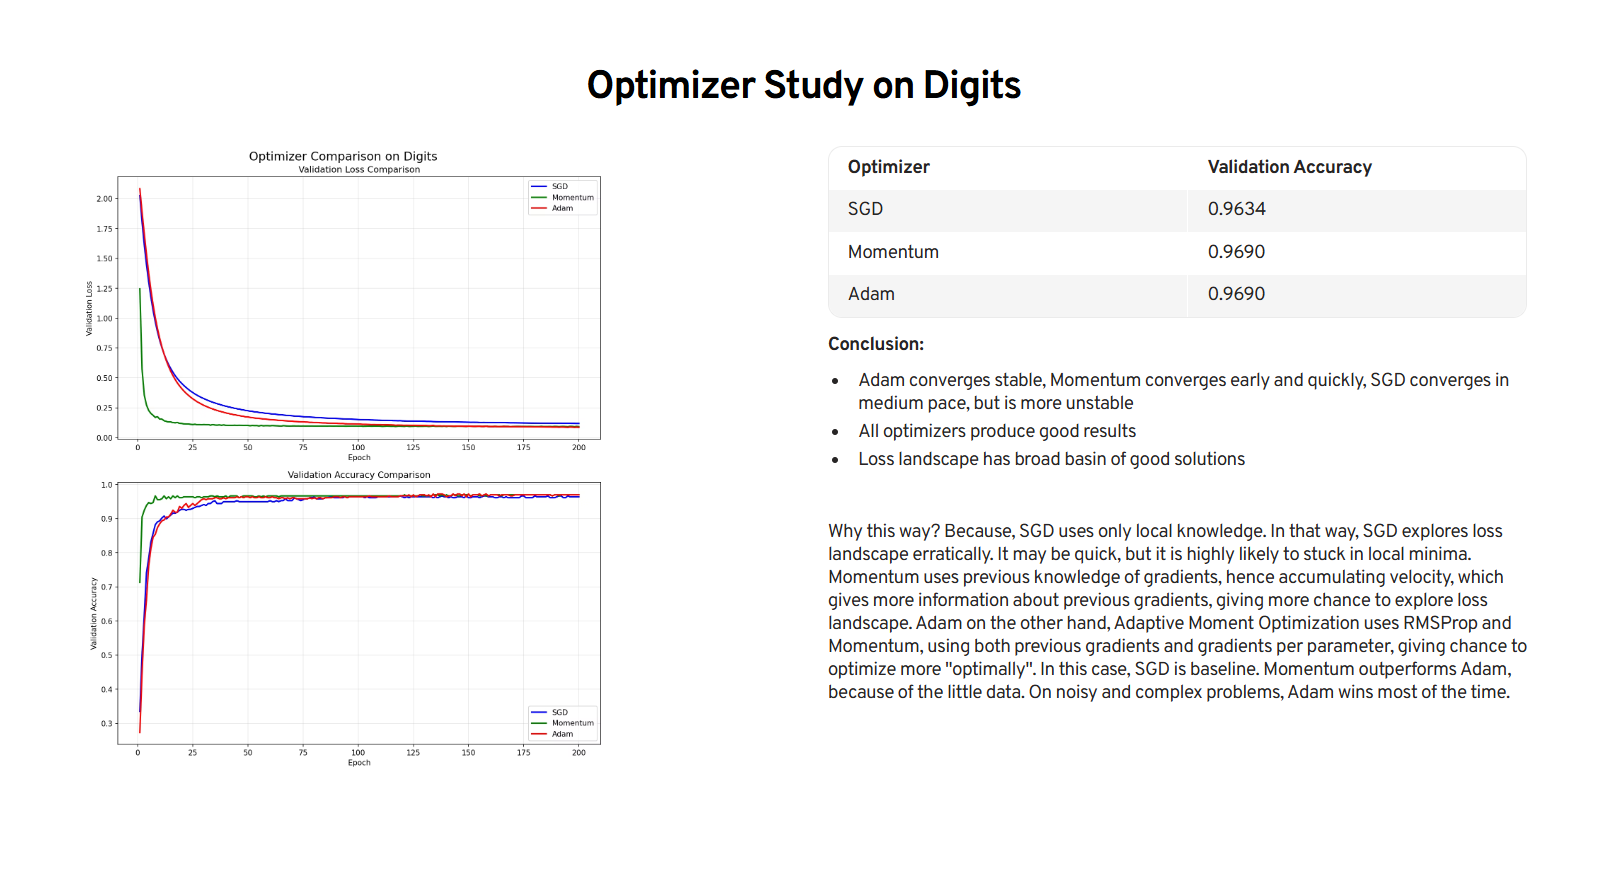 Optimizer Study on Digits
Optimizer Comparison on Digits
Validation Loss Comparison
SGD
Momentum
Adam
2.00
1.75
1.50
1.25
1.00
0.75
0.50
0.25
0.00
Validation Loss
0 25 50 75 100 125 150 175 200
Epoch
Validation Accuracy Comparison
1.0
0.9
0.8
0.7
0.6
0.5
0.4
0.3
Validation Accuracy
SGD
Momentum
Adam
0 25 50 75 100 125 150 175 200
Epoch
Optimizer Validation Accuracy
SGD 0.9634
Momentum 0.9690
Adam 0.9690
Conclusion:
• Adam converges stable, Momentum converges early and quickly, SGD converges in
medium pace, but is more unstable
• All optimizers produce good results
• Loss landscape has broad basin of good solutions
Why this way? Because, SGD uses only local knowledge. In that way, SGD explores loss
landscape erratically. It may be quick, but it is highly likely to stuck in local minima.
Momentum uses previous knowledge of gradients, hence accumulating velocity, which
gives more information about previous gradients, giving more chance to explore loss
landscape. Adam on the other hand, Adaptive Moment Optimization uses RMSProp and
Momentum, using both previous gradients and gradients per parameter, giving chance to
optimize more "optimally". In this case, SGD is baseline. Momentum outperforms Adam,
because of the little data. On noisy and complex problems, Adam wins most of the time.